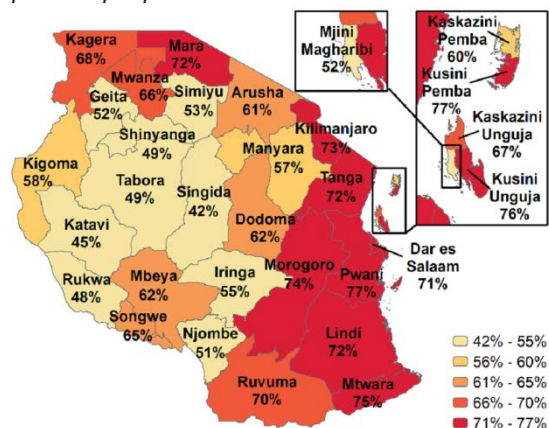 Kagera
68%
Mara
72%
Mwanza
66%
Geita
52%
Simiyu
53%
Arusha
61%
Shinyanga
49%
Kilimanjaro
73%
Kigoma
58%
Tabora
49%
Singida
42%
Manyara
57%
Tanga
72%
Katavi
45%
Dodoma
62%
Rukwa
48%
Mbeya
62%
Iringa
55%
Morogoro
74%
Pwani
77%
Dar es
Salaam
71%
Songwe
65%
Njombe
51%
Lindi
72%
Ruvuma
70%
Mtwara
75%
Mjini
Magharibi
52%
Kaskazini
Pemba
60%
Kusini
Pemba
77%
Kaskazini
Unguja
67%
Kusini
Unguja
76%
42% - 55%
56% - 60%
61% - 65%
66% - 70%
71% - 77%